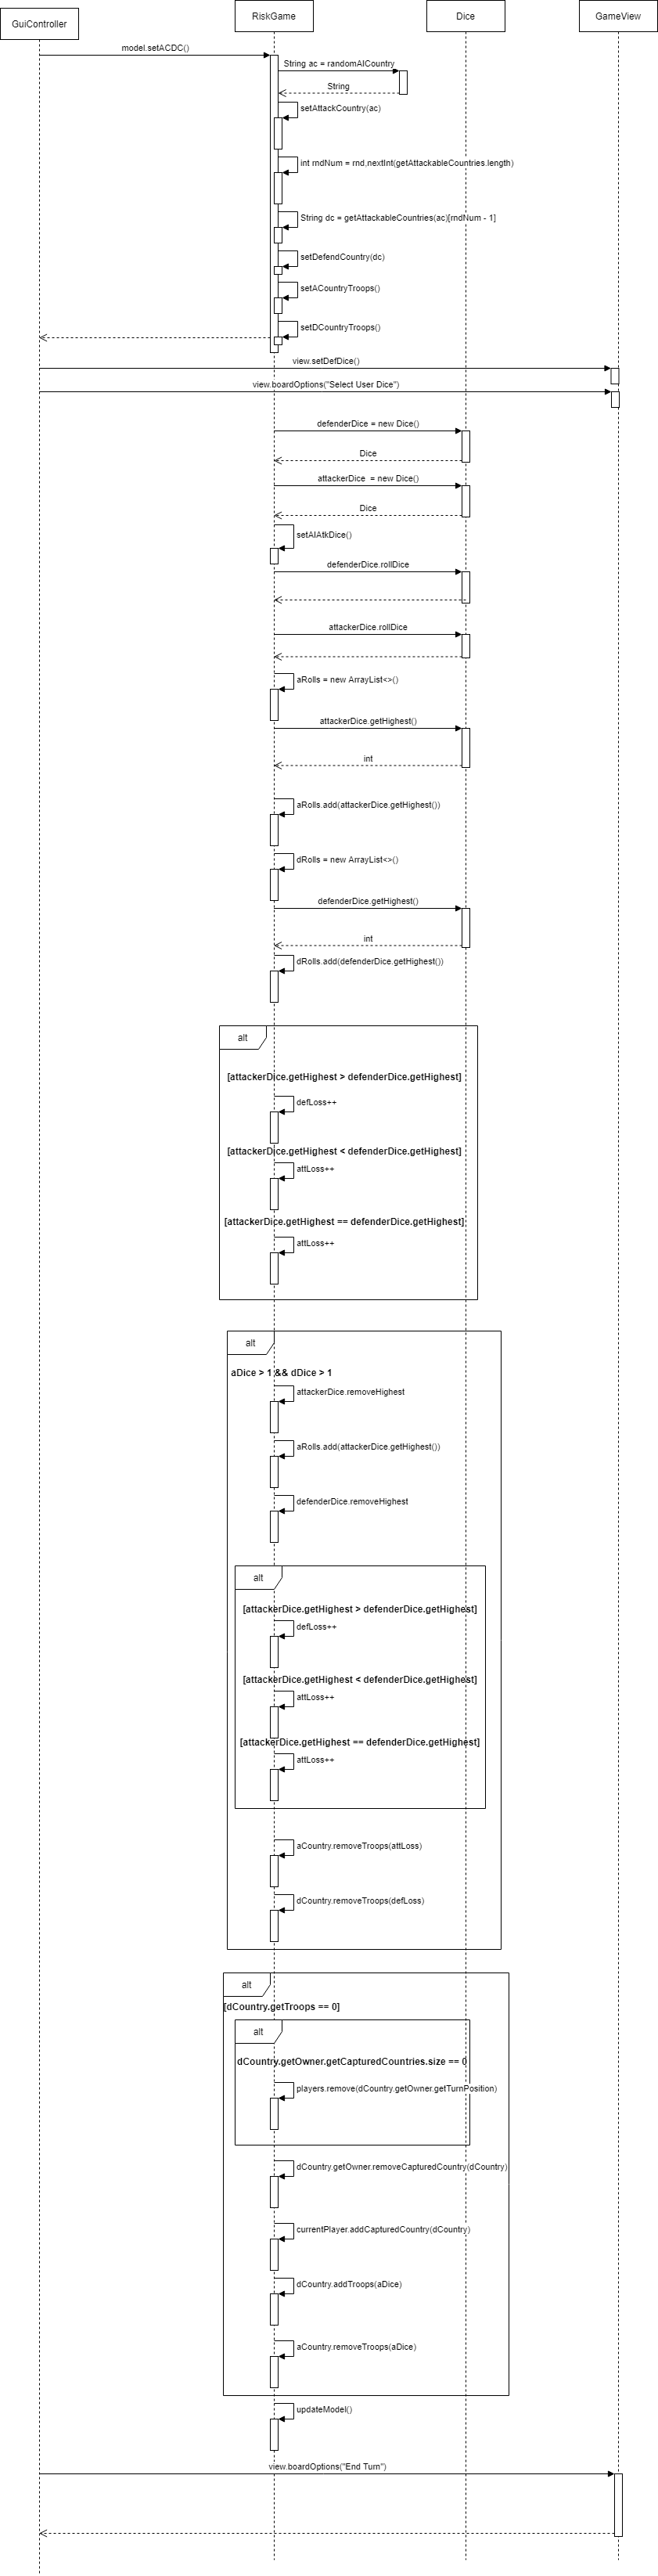 GuiController
RiskGame
Dice
GameView
model.setACDC()
String ac = randomAICountry
String
setAttackCountry(ac)
int rndNum = rnd,nextInt(getAttackableCountries.length)
String dc = getAttackableCountries(ac)[rndNum - 1]
setDefendCountry(dc)
setACountryTroops()
setDCountryTroops()
view.setDefDice()
view.boardOptions("Select User Dice")
defenderDice = new Dice()
Dice
attackerDice = new Dice()
Dice
setAIAtkDice()
defenderDice.rollDice
attackerDice.rollDice
aRolls = new ArrayList<>()
attackerDice.getHighest()
int
aRolls.add(attackerDice.getHighest())
dRolls = new ArrayList<>()
defenderDice.getHighest()
int
dRolls.add(defenderDice.getHighest())
alt
[attackerDice.getHighest > defenderDice.getHighest]
defLoss++
[attackerDice.getHighest < defenderDice.getHighest]
attLoss++
[attackerDice.getHighest == defenderDice.getHighest]
attLoss++
alt
aDice > 1 && dDice > 1
attackerDice.removeHighest
aRolls.add(attackerDice.getHighest())
defenderDice.removeHighest
alt
[attackerDice.getHighest > defenderDice.getHighest]
defLoss++
[attackerDice.getHighest < defenderDice.getHighest]
attLoss++
[attackerDice.getHighest == defenderDice.getHighest]
attLoss++
aCountry.removeTroops(attLoss)
dCountry.removeTroops(defLoss)
alt
[dCountry.getTroops == 0]
alt
dCountry.getOwner.getCapturedCountries.size == 0
players.remove(dCountry.getOwner.getTurnPosition)
dCountry.getOwner.removeCapturedCountry(dCountry)
currentPlayer.addCapturedCountry(dCountry)
dCountry.addTroops(aDice)
aCountry.removeTroops(aDice)
updateModel()
view.boardOptions("End Turn")